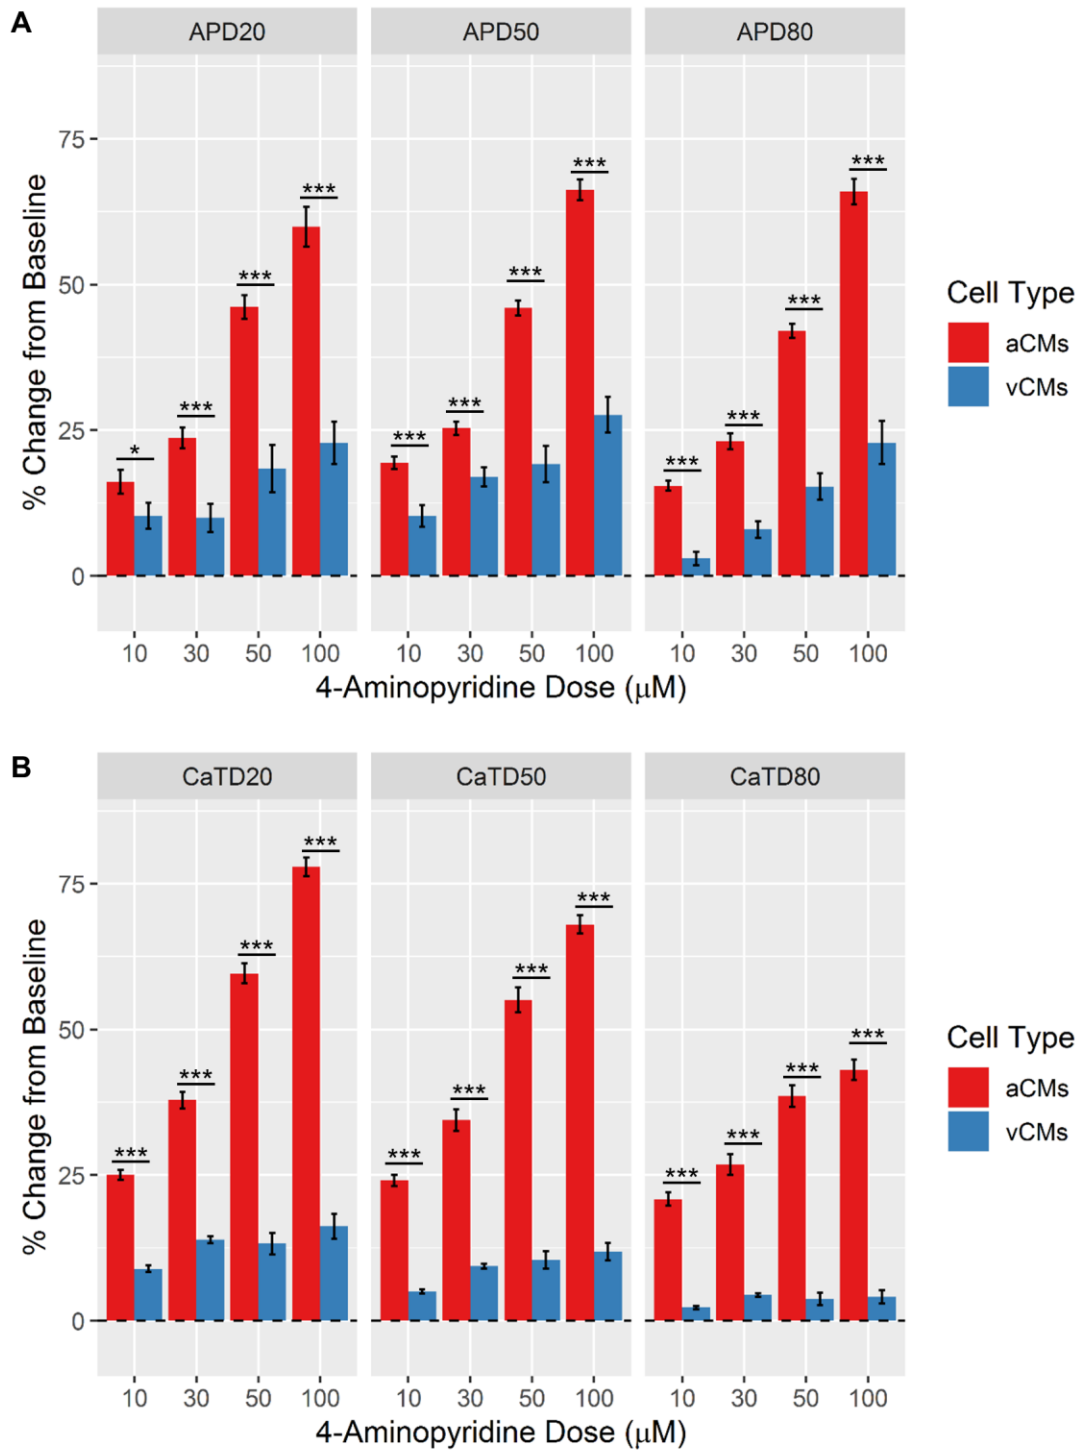 A
APD20 APD50 APD80
% Change from Baseline
75
50
25
0
* *** *** ***
*** *** *** ***
*** *** *** ***
10 30 50 100 10 30 50 100 10 30 50 100
4-Aminopyridine Dose (μM)
Cell Type
aCMs
vCMs
B
CaTD20 CaTD50 CaTD80
% Change from Baseline
75
50
25
0
*** *** *** ***
*** *** *** ***
*** *** *** ***
10 30 50 100 10 30 50 100 10 30 50 100
4-Aminopyridine Dose (μM)
Cell Type
aCMs
vCMs